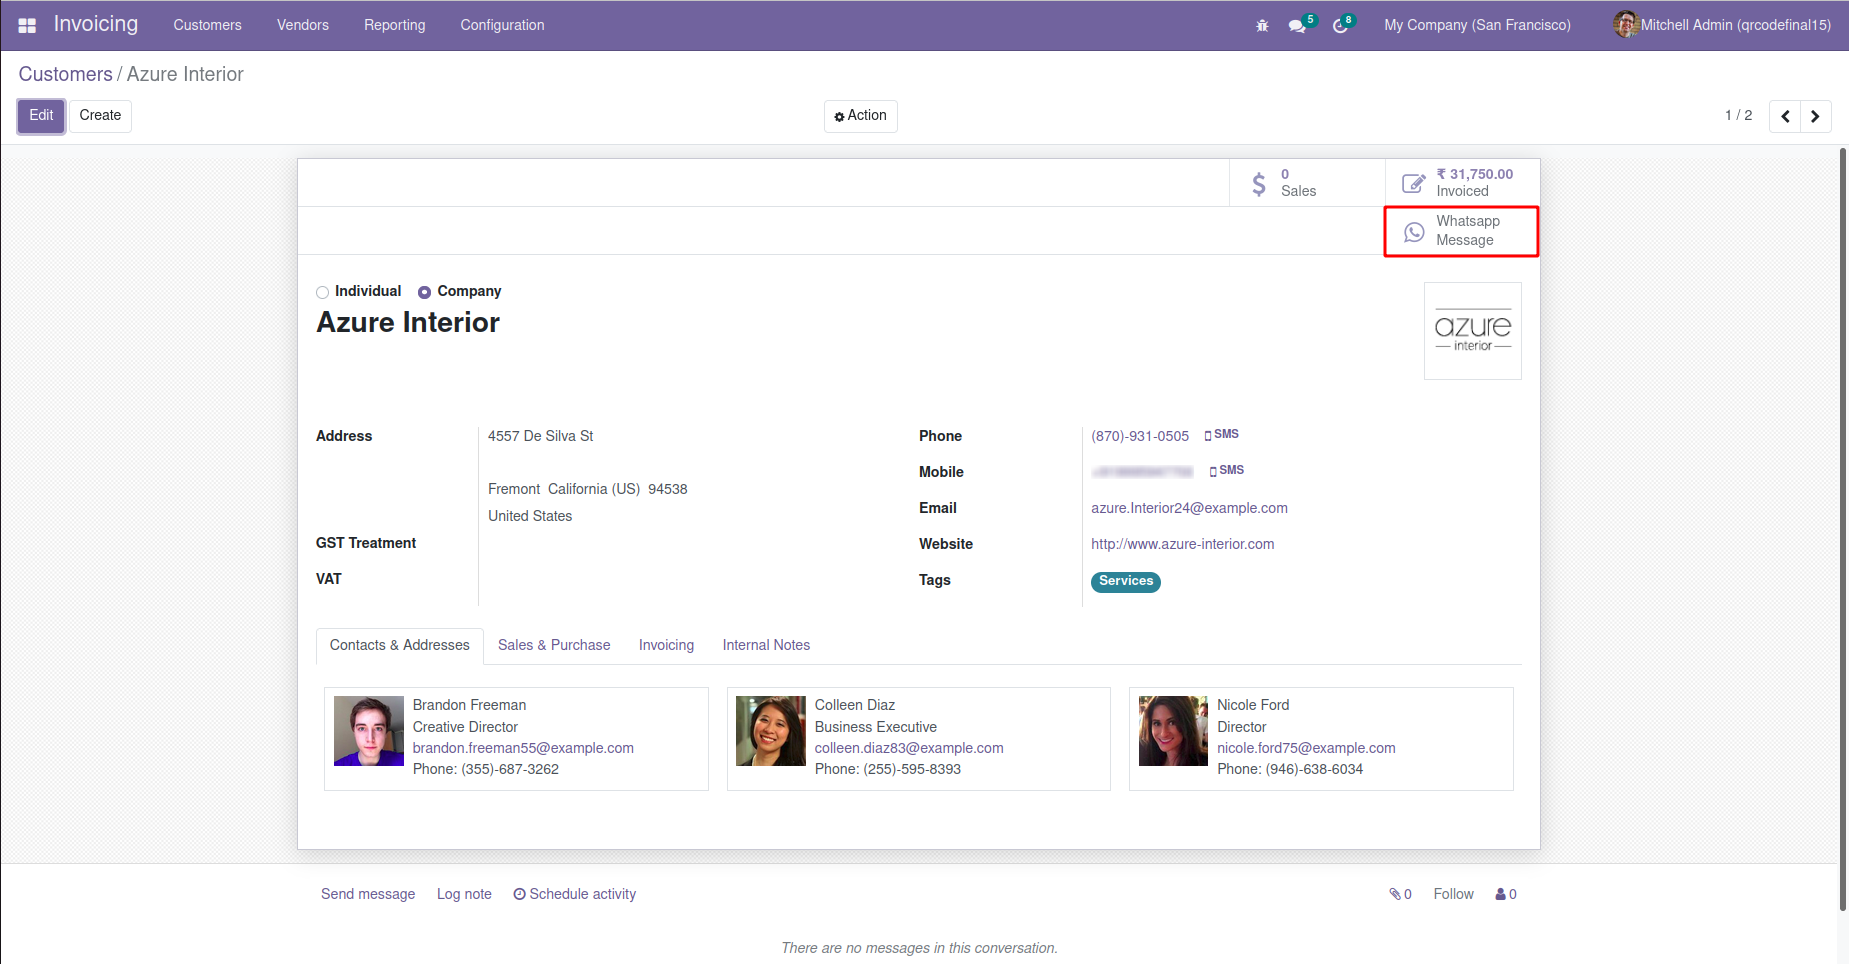 Invoicing Customers Vendors Reporting Configuration 5 8 My Company (San Francisco) Mitchell Admin (qrcodefinal15)
Customers / Azure Interior
Edit Create Action 1 / 2
0 Sales
₹ 31,750.00 Invoiced
Whatsapp Message
Individual Company
Azure Interior
azure
interior
Address 4557 De Silva St
Fremont California (US) 94538
United States
GST Treatment
VAT
Phone (870)-931-0505 SMS
Mobile SMS
Email azure.Interior24@example.com
Website http://www.azure-interior.com
Tags Services
Contacts & Addresses Sales & Purchase Invoicing Internal Notes
Brandon Freeman
Creative Director
brandon.freeman55@example.com
Phone: (355)-687-3262
Colleen Diaz
Business Executive
colleen.diaz83@example.com
Phone: (255)-595-8393
Nicole Ford
Director
nicole.ford75@example.com
Phone: (946)-638-6034
Send message Log note Schedule activity 0 Follow 0
There are no messages in this conversation.